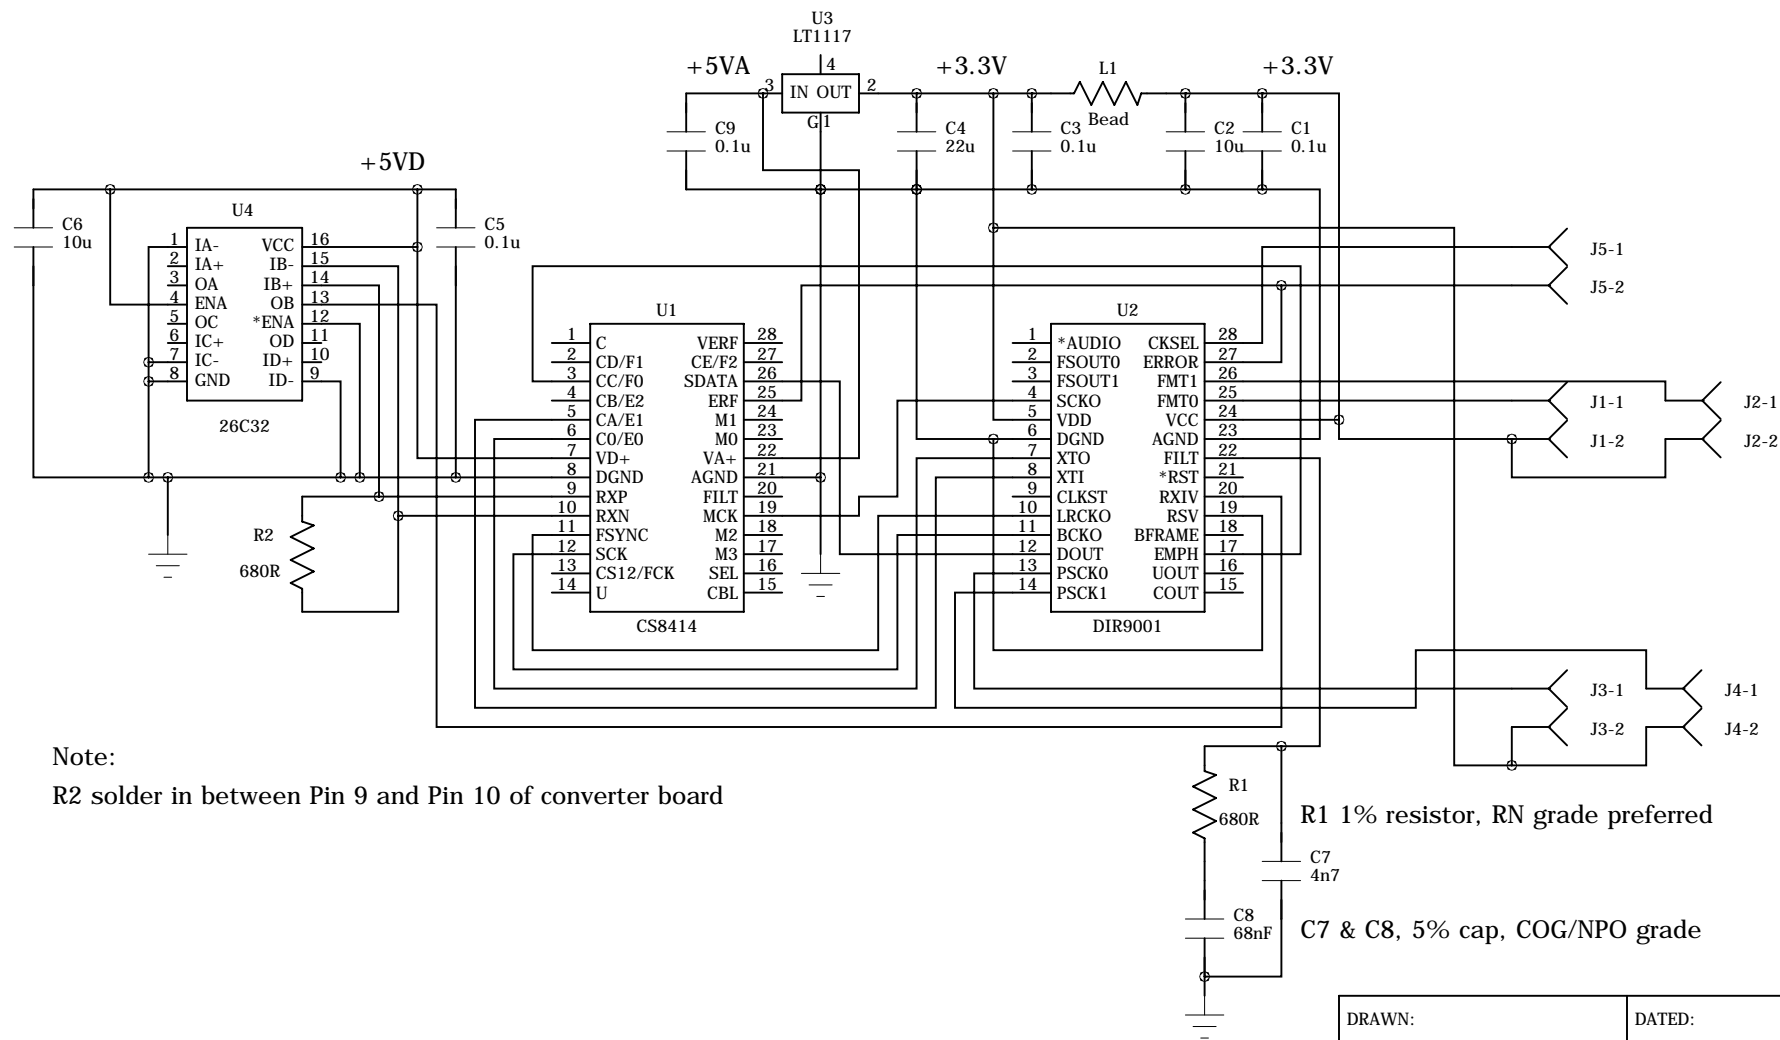 U3
LT1117
4
+5VA
3
IN OUT
2
G
1
+3.3V
L1
Bead
+3.3V
C9
0.1u
C4
22u
C3
0.1u
C2
10u
C1
0.1u
+5VD
C6
10u
C5
0.1u
U4
1 IA- VCC 16
2 IA+ IB- 15
3 OA IB+ 14
4 ENA OB 13
5 OC *ENA 12
6 IC+ OD 11
7 IC- ID+ 10
8 GND ID- 9
26C32
U1
1 C VERF 28
2 CD/F1 CE/F2 27
3 CC/F0 SDATA 26
4 CB/E2 ERF 25
5 CA/E1 M1 24
6 C0/E0 M0 23
7 VD+ VA+ 22
8 DGND AGND 21
9 RXP FILT 20
10 RXN MCK 19
11 FSYNC M2 18
12 SCK M3 17
13 CS12/FCK SEL 16
14 U CBL 15
CS8414
U2
1 *AUDIO CKSEL 28
2 FSOUT0 ERROR 27
3 FSOUT1 FMT1 26
4 SCKO FMT0 25
5 VDD VCC 24
6 DGND AGND 23
7 XTO FILT 22
8 XTI *RST 21
9 CLKST RXIV 20
10 LRCKO RSV 19
11 BCKO BFRAME 18
12 DOUT EMPH 17
13 PSCK0 UOUT 16
14 PSCK1 COUT 15
DIR9001
J5-1
J5-2
J1-1
J1-2
J2-1
J2-2
J3-1
J3-2
J4-1
J4-2
R2
680R
Note:
R2 solder in between Pin 9 and Pin 10 of converter board
R1
680R
R1 1% resistor, RN grade preferred
C7
4n7
C8
68nF
C7 & C8, 5% cap, COG/NPO grade
DRAWN: DATED: